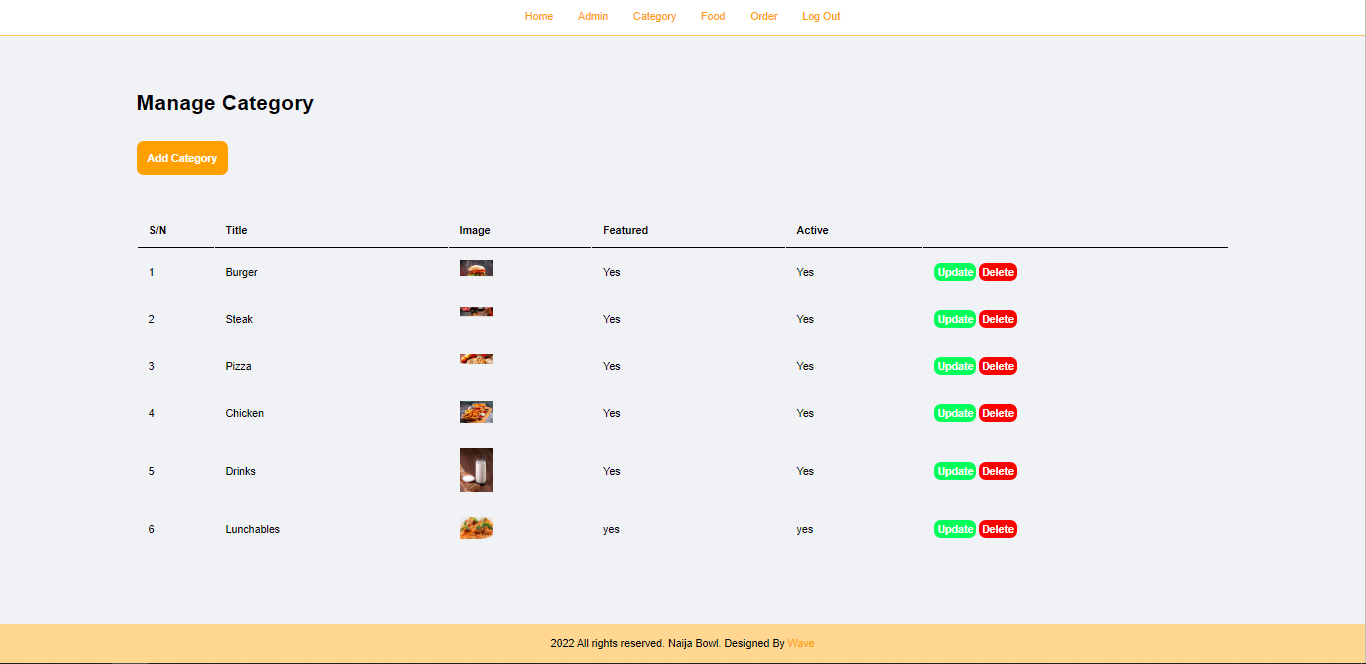 Home Admin Category Food Order Log Out
Manage Category
Add Category
S/N Title Image Featured Active
1 Burger Yes Yes Update Delete
2 Steak Yes Yes Update Delete
3 Pizza Yes Yes Update Delete
4 Chicken Yes Yes Update Delete
5 Drinks Yes Yes Update Delete
6 Lunchables yes yes Update Delete
2022 All rights reserved. Naija Bowl. Designed By Wave